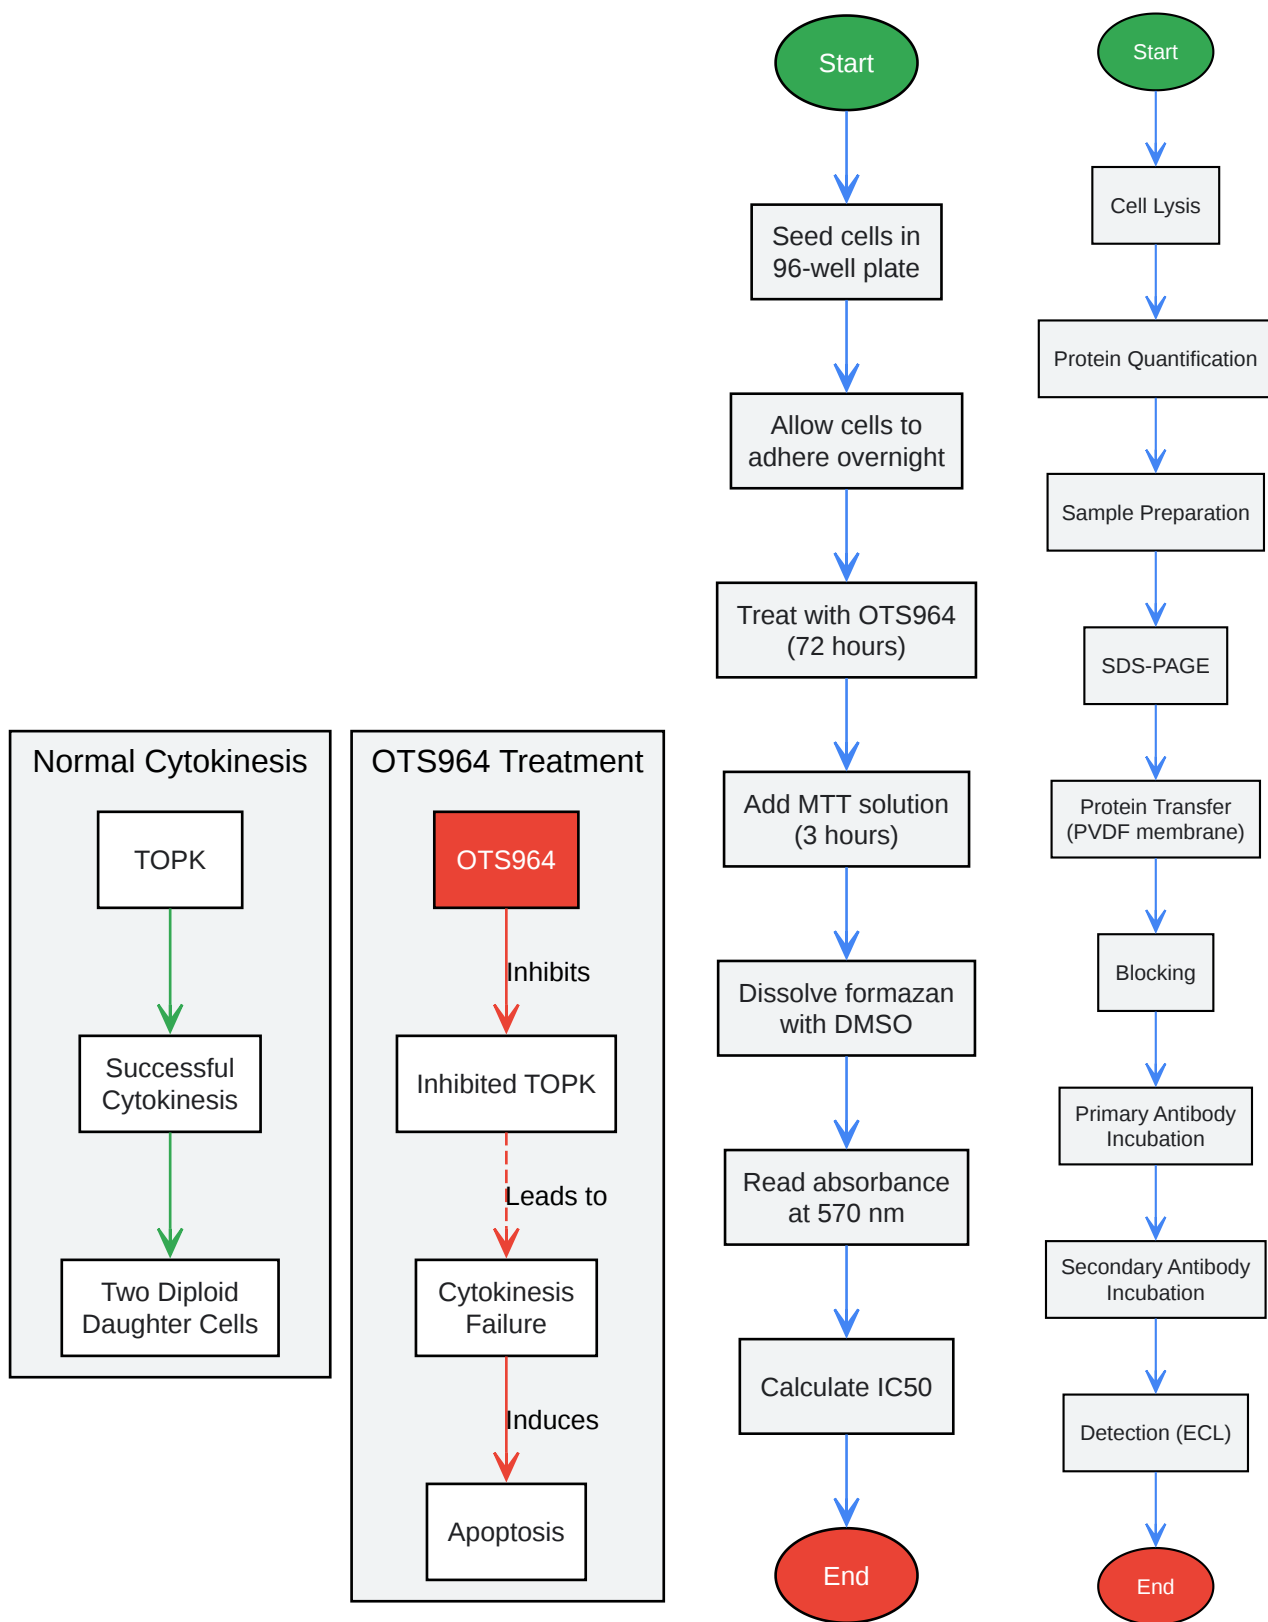 Normal Cytokinesis
TOPK
Successful
Cytokinesis
Two Diploid
Daughter Cells
OTS964 Treatment
OTS964
Inhibits
Inhibited TOPK
Leads to
Cytokinesis
Failure
Induces
Apoptosis
Start
Seed cells in
96-well plate
Allow cells to
adhere overnight
Treat with OTS964
(72 hours)
Add MTT solution
(3 hours)
Dissolve formazan
with DMSO
Read absorbance
at 570 nm
Calculate IC50
End
Start
Cell Lysis
Protein Quantification
Sample Preparation
SDS-PAGE
Protein Transfer
(PVDF membrane)
Blocking
Primary Antibody
Incubation
Secondary Antibody
Incubation
Detection (ECL)
End